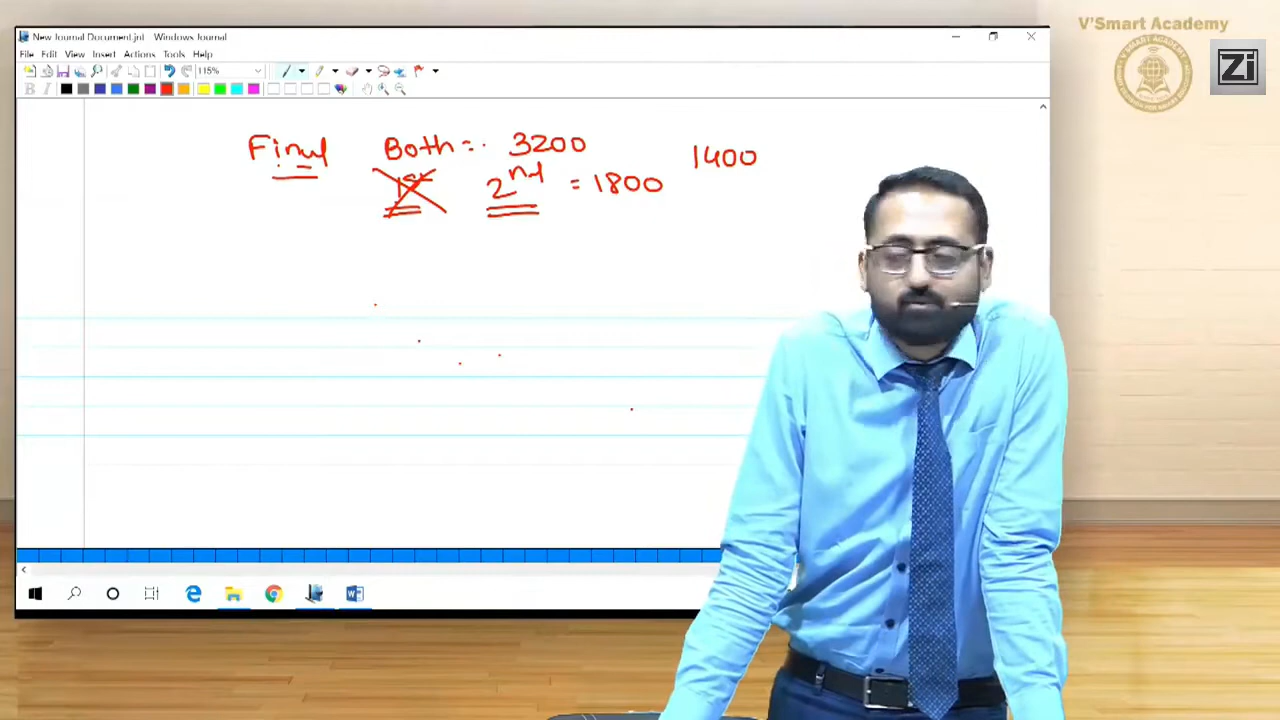 V'Smart Academy
Zi
New Journal Document.jnt - Windows Journal
File Edit View Insert Actions Tools Help
115%
B I
Final Both = 3200 1400
1st 2nd = 1800